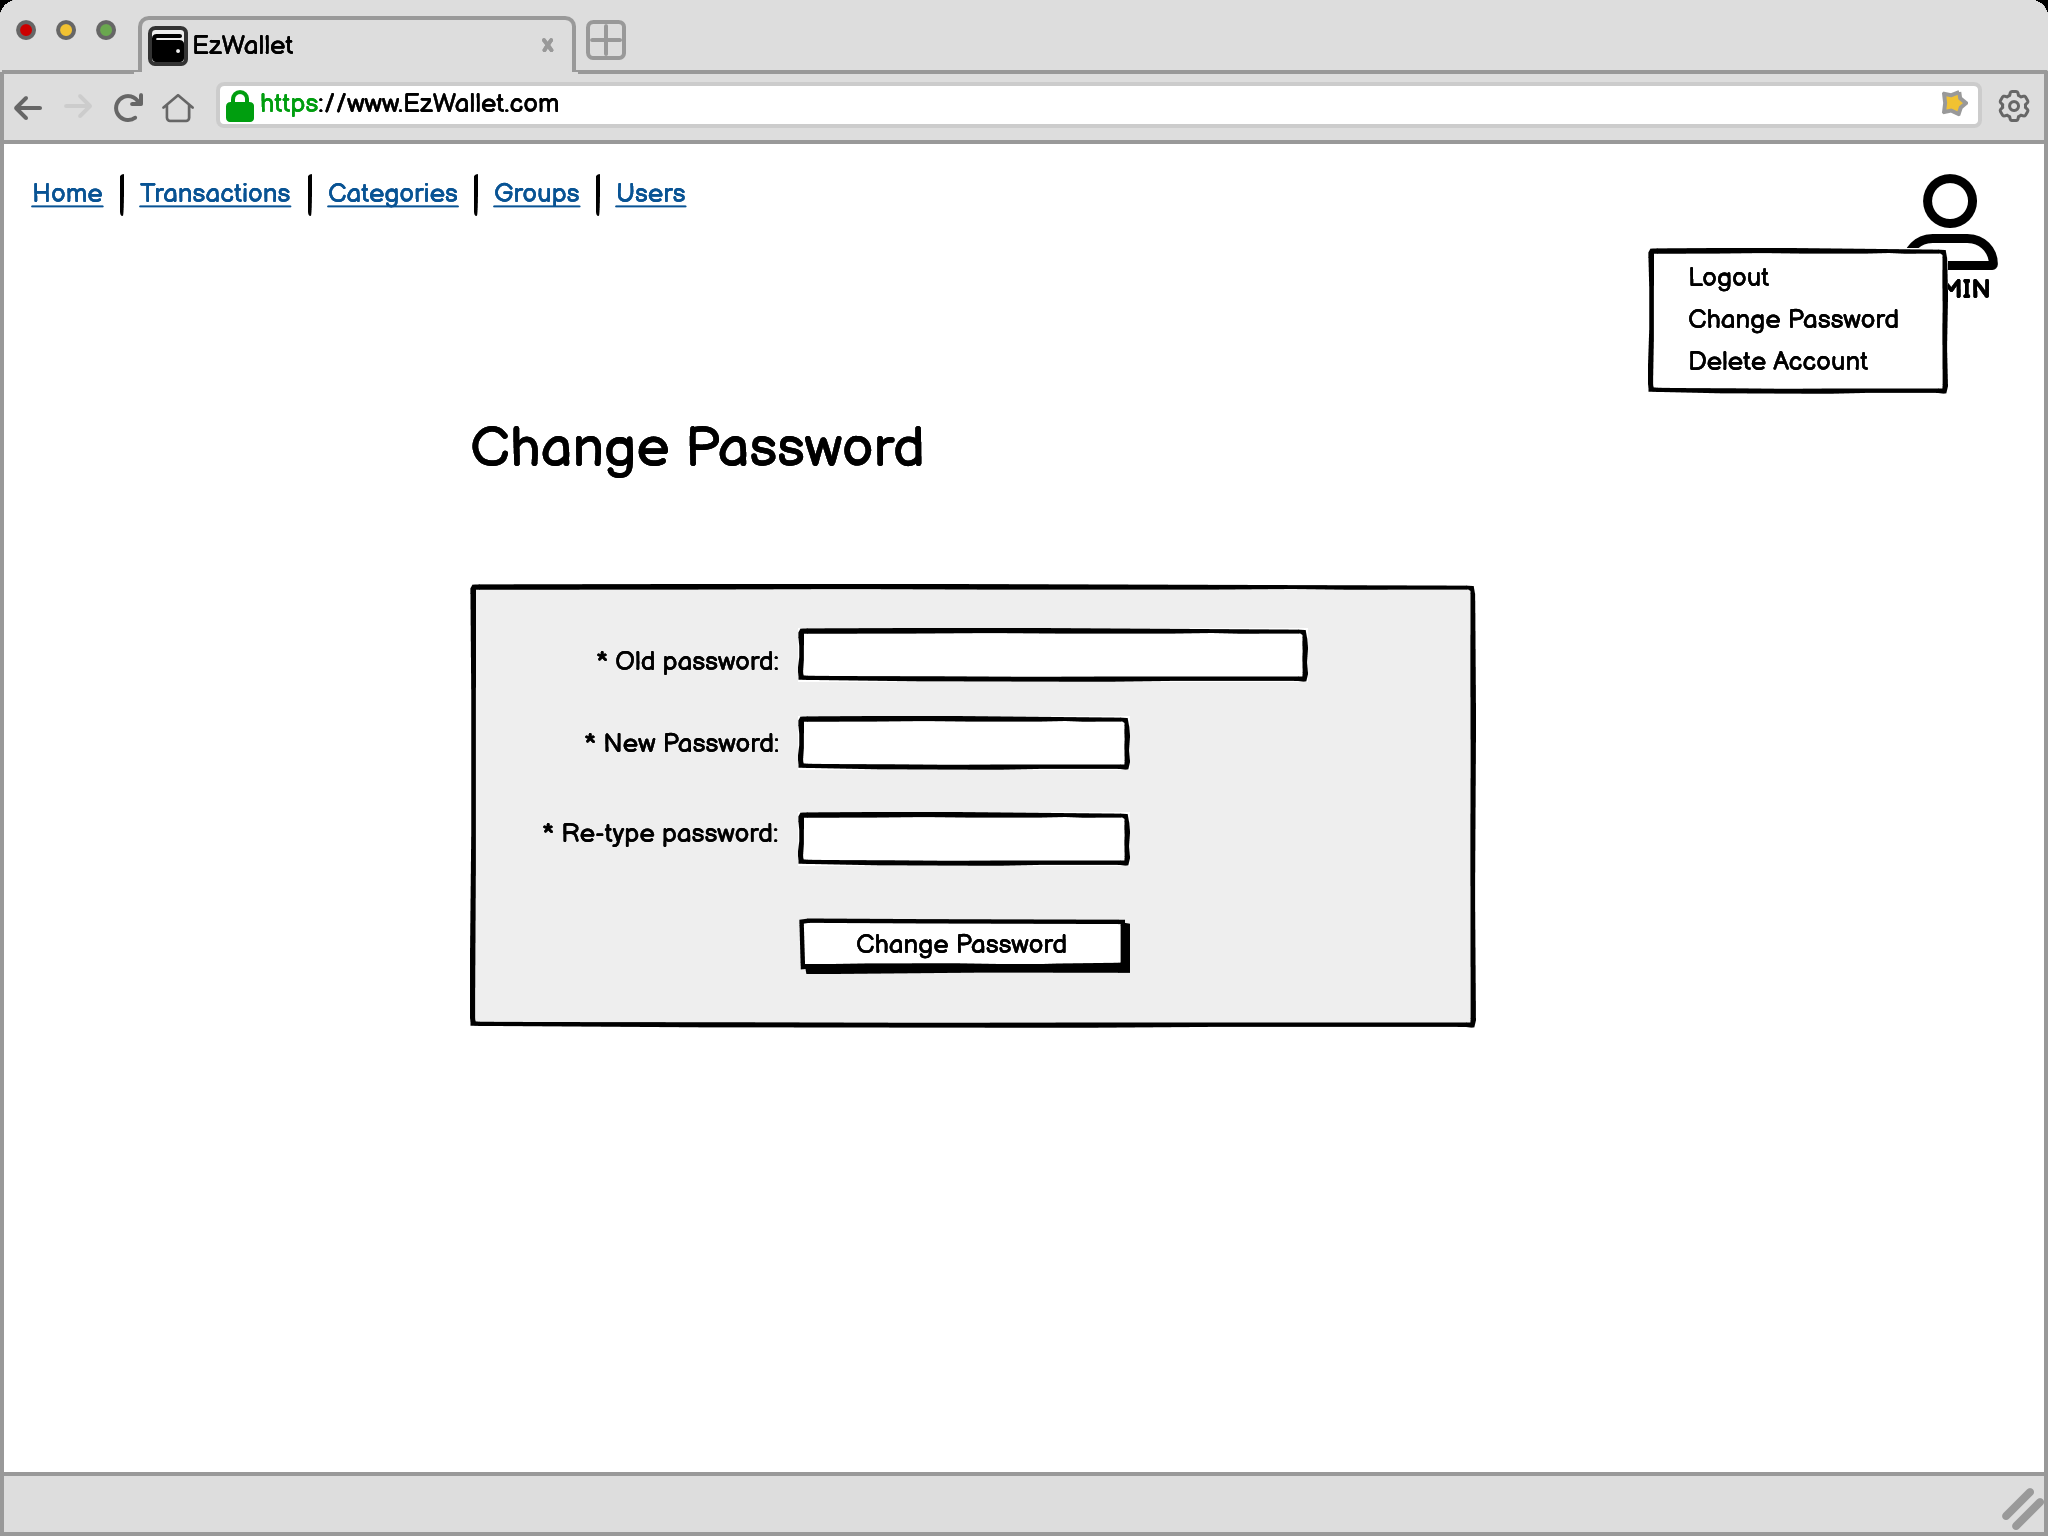 EzWallet
https://www.EzWallet.com
Home Transactions Categories Groups Users
Logout
Change Password
Delete Account
Change Password
* Old password:
* New Password:
* Re-type password:
Change Password